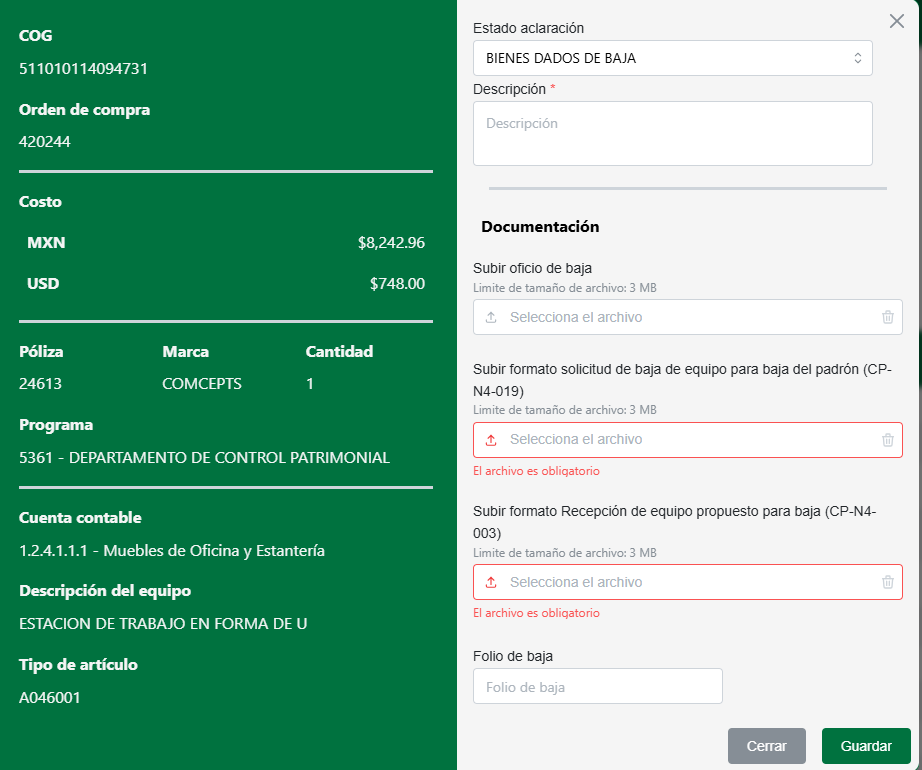 COG
511010114094731
Orden de compra
420244
Costo
MXN $8,242.96
USD $748.00
Póliza Marca Cantidad
24613 COMCEPTS 1
Programa
5361 - DEPARTAMENTO DE CONTROL PATRIMONIAL
Cuenta contable
1.2.4.1.1.1 - Muebles de Oficina y Estantería
Descripción del equipo
ESTACION DE TRABAJO EN FORMA DE U
Tipo de artículo
A046001
Estado aclaración
BIENES DADOS DE BAJA
Descripción *
Descripción
Documentación
Subir oficio de baja
Limite de tamaño de archivo: 3 MB
Selecciona el archivo
Subir formato solicitud de baja de equipo para baja del padrón (CP-
N4-019)
Limite de tamaño de archivo: 3 MB
Selecciona el archivo
El archivo es obligatorio
Subir formato Recepción de equipo propuesto para baja (CP-N4-
003)
Limite de tamaño de archivo: 3 MB
Selecciona el archivo
El archivo es obligatorio
Folio de baja
Folio de baja
Cerrar Guardar